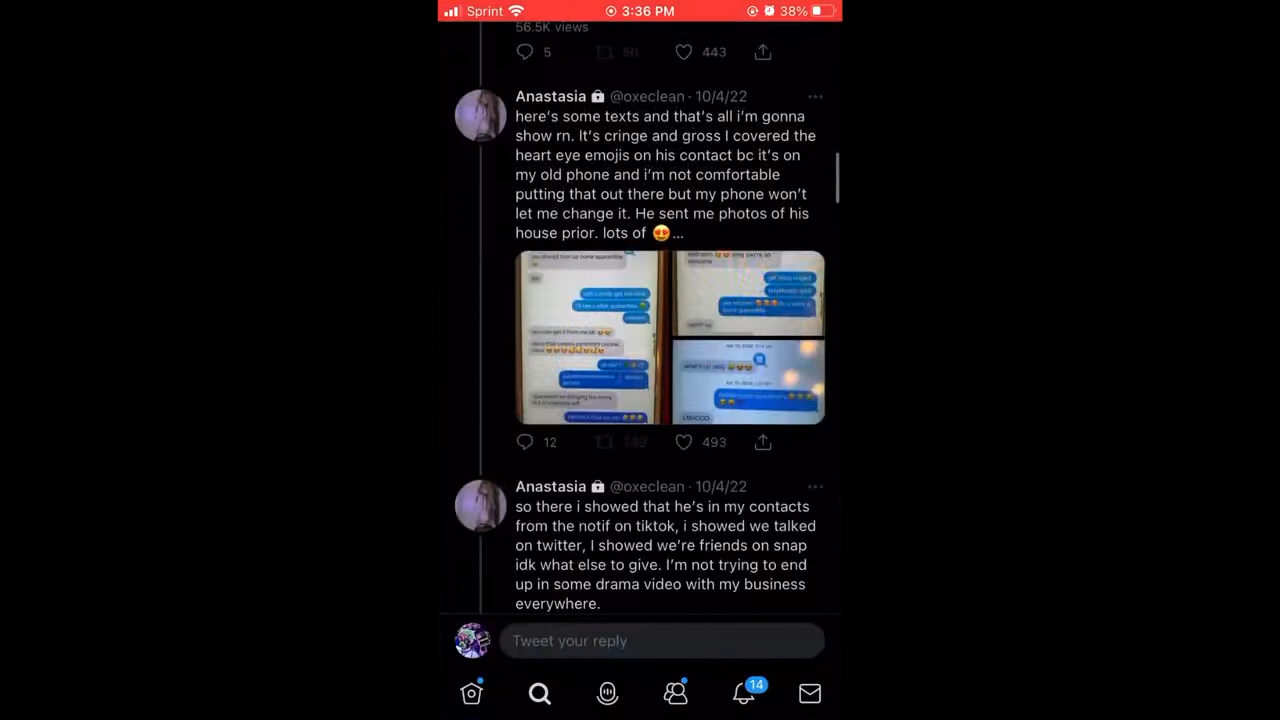 Sprint 3:36 PM 38%
56.5K views
5 56 443
Anastasia @oxeclean · 10/4/22 ...
here's some texts and that's all i'm gonna
show rn. It's cringe and gross I covered the
heart eye emojis on his contact bc it's on
my old phone and i'm not comfortable
putting that out there but my phone won't
let me change it. He sent me photos of his
house prior. lots of 😍...
what's ur addy
LMAOOO
12 493
Anastasia @oxeclean · 10/4/22 ...
so there i showed that he's in my contacts
from the notif on tiktok, i showed we talked
on twitter, I showed we're friends on snap
idk what else to give. I'm not trying to end
up in some drama video with my business
everywhere.
Tweet your reply
14